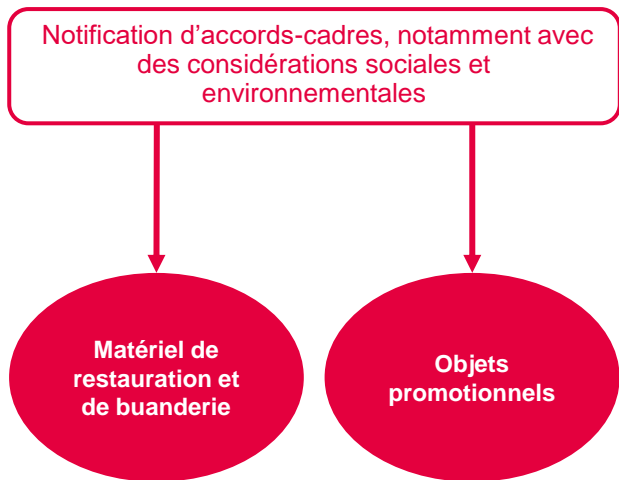 Notification d’accords-cadres, notamment avec
des considérations sociales et
environnementales
Matériel de
restauration et
de buanderie
Objets
promotionnels